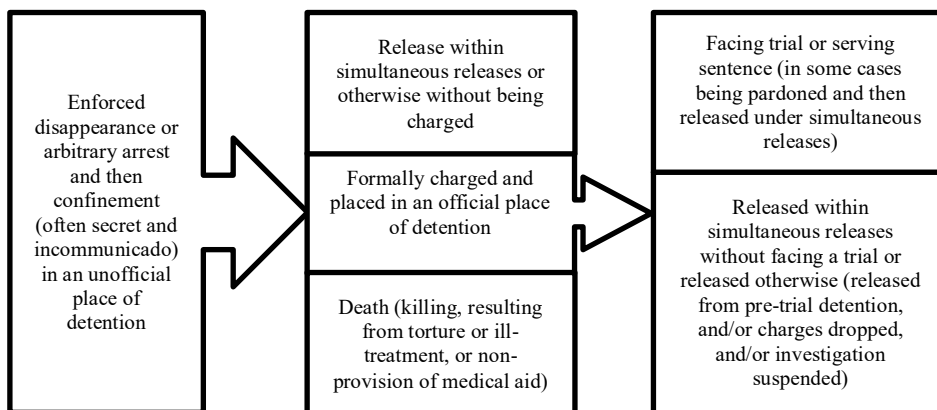 Enforced
disappearance or
arbitrary arrest
and then
confinement
(often secret and
incommunicado)
in an unofficial
place of
detention
Release within
simultaneous releases or
otherwise without being
charged
Formally charged and
placed in an official place
of detention
Death (killing, resulting
from torture or ill-
treatment, or non-
provision of medical aid)
Facing trial or serving
sentence (in some cases
being pardoned and then
released under simultaneous
releases)
Released within
simultaneous releases
without facing a trial or
released otherwise (released
from pre-trial detention,
and/or charges dropped,
and/or investigation
suspended)